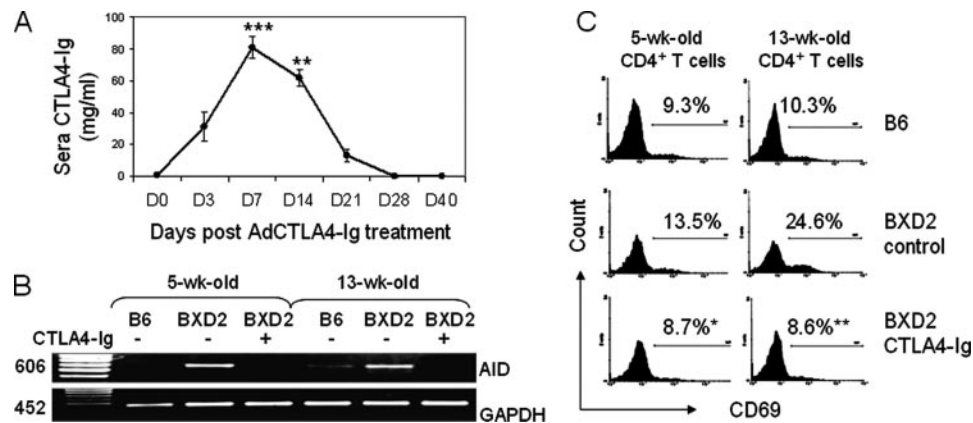 A
Sera CTLA4-Ig
(mg/ml)
100
80
60
40
20
0
***
**
D0 D3 D7 D14 D21 D28 D40
Days post AdCTLA4-Ig treatment
B
5-wk-old 13-wk-old
B6 BXD2 BXD2 B6 BXD2 BXD2
CTLA4-Ig - - + - - +
606 AID
452 GAPDH
C
5-wk-old 13-wk-old
CD4+ T cells CD4+ T cells
9.3% 10.3% B6
13.5% 24.6% BXD2
control
8.7%* 8.6%** BXD2
CTLA4-Ig
Count
CD69